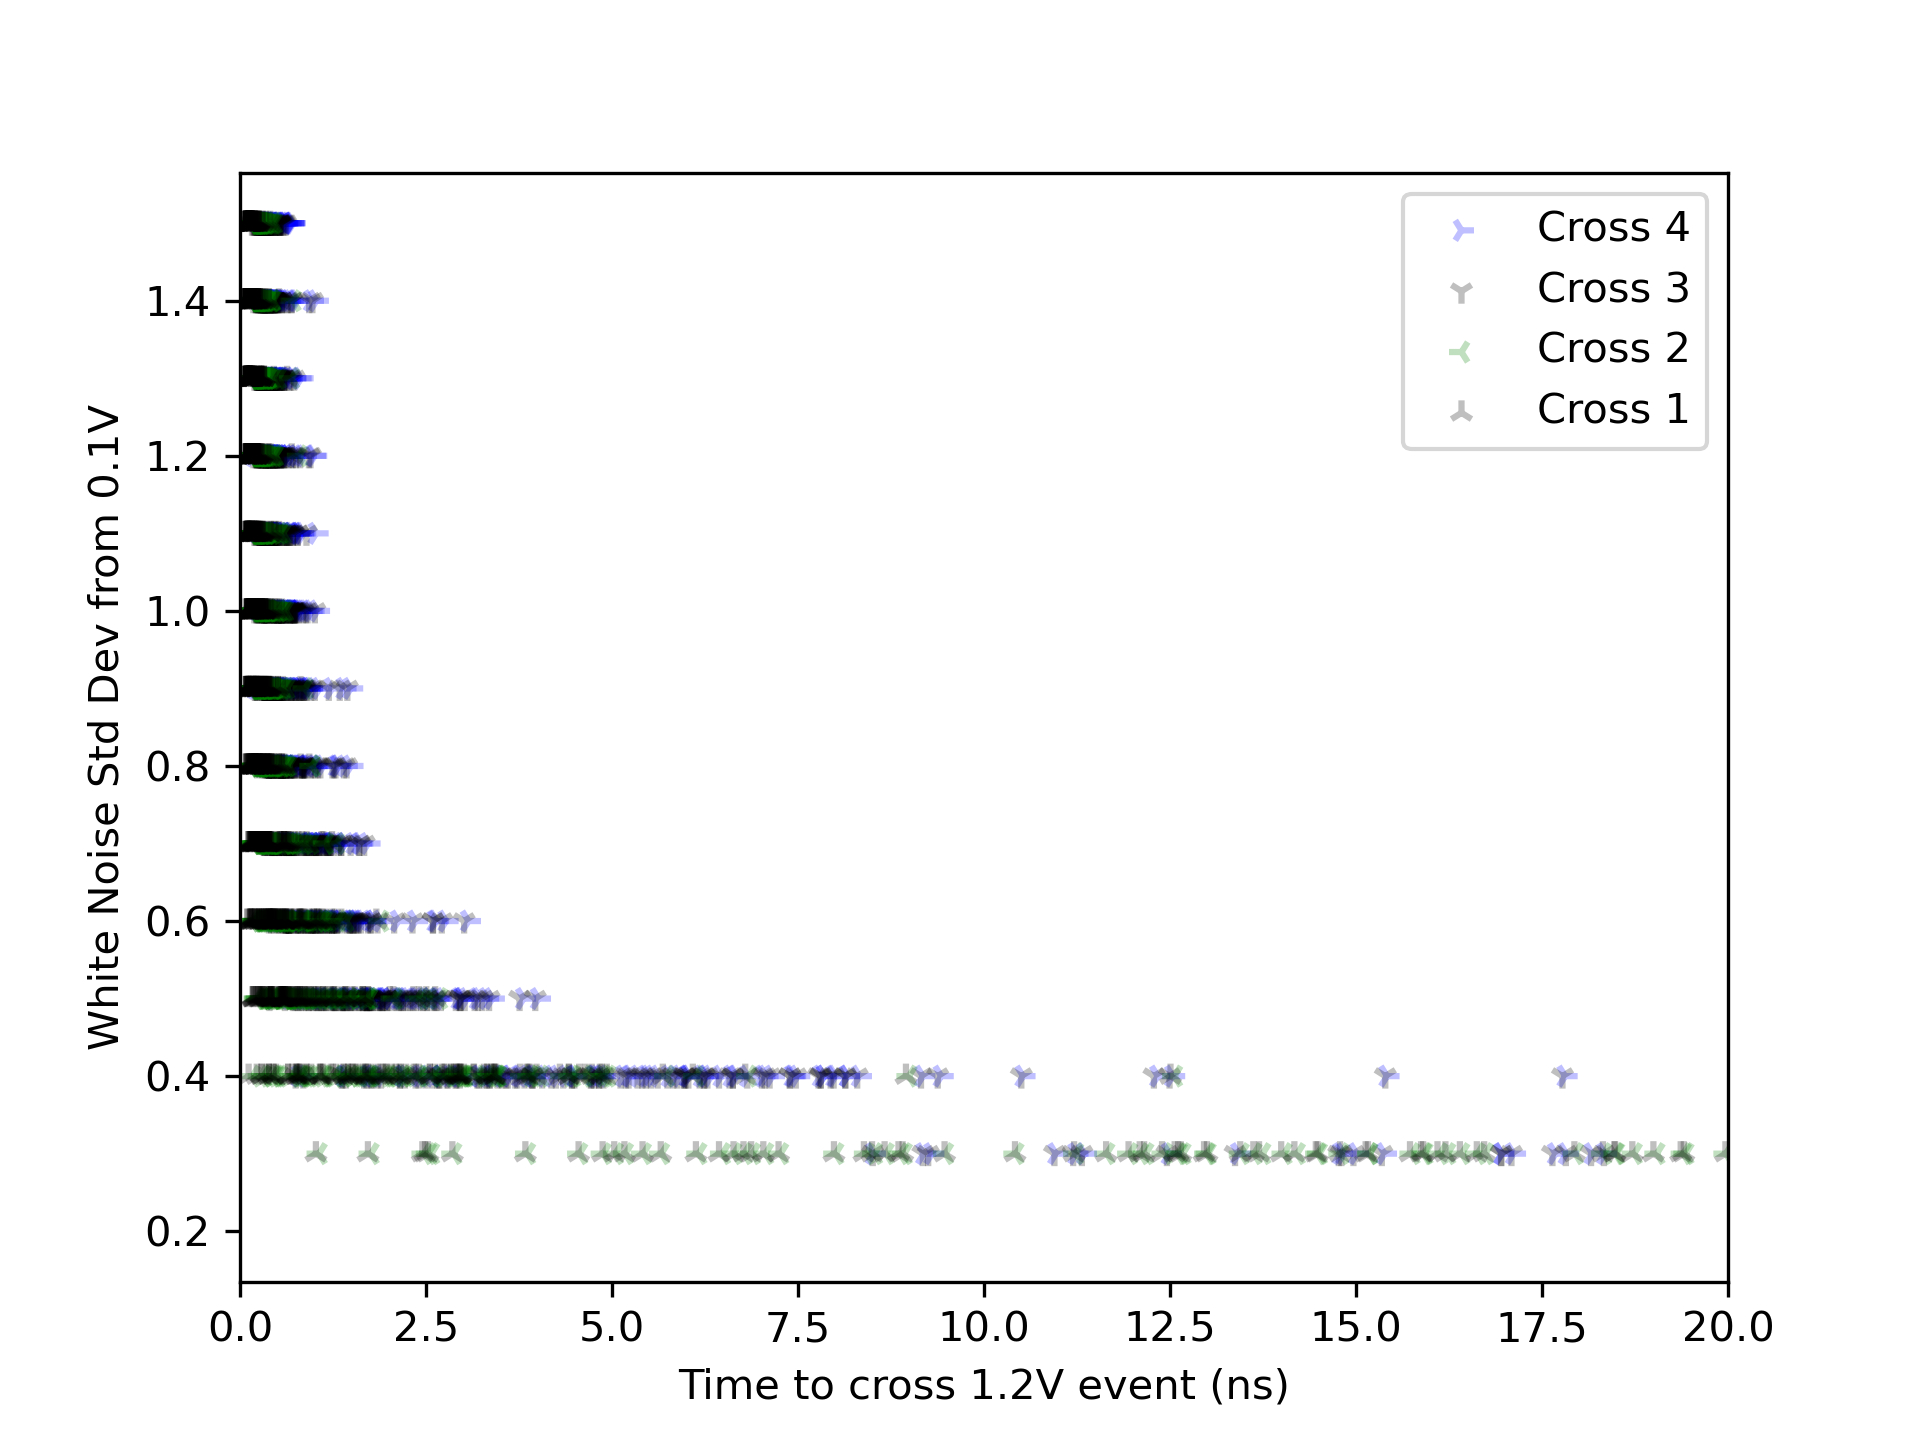 Cross 4
Cross 3
Cross 2
Cross 1
1.4
1.2
1.0
0.8
0.6
0.4
0.2
White Noise Std Dev from 0.1V
0.0 2.5 5.0 7.5 10.0 12.5 15.0 17.5 20.0
Time to cross 1.2V event (ns)